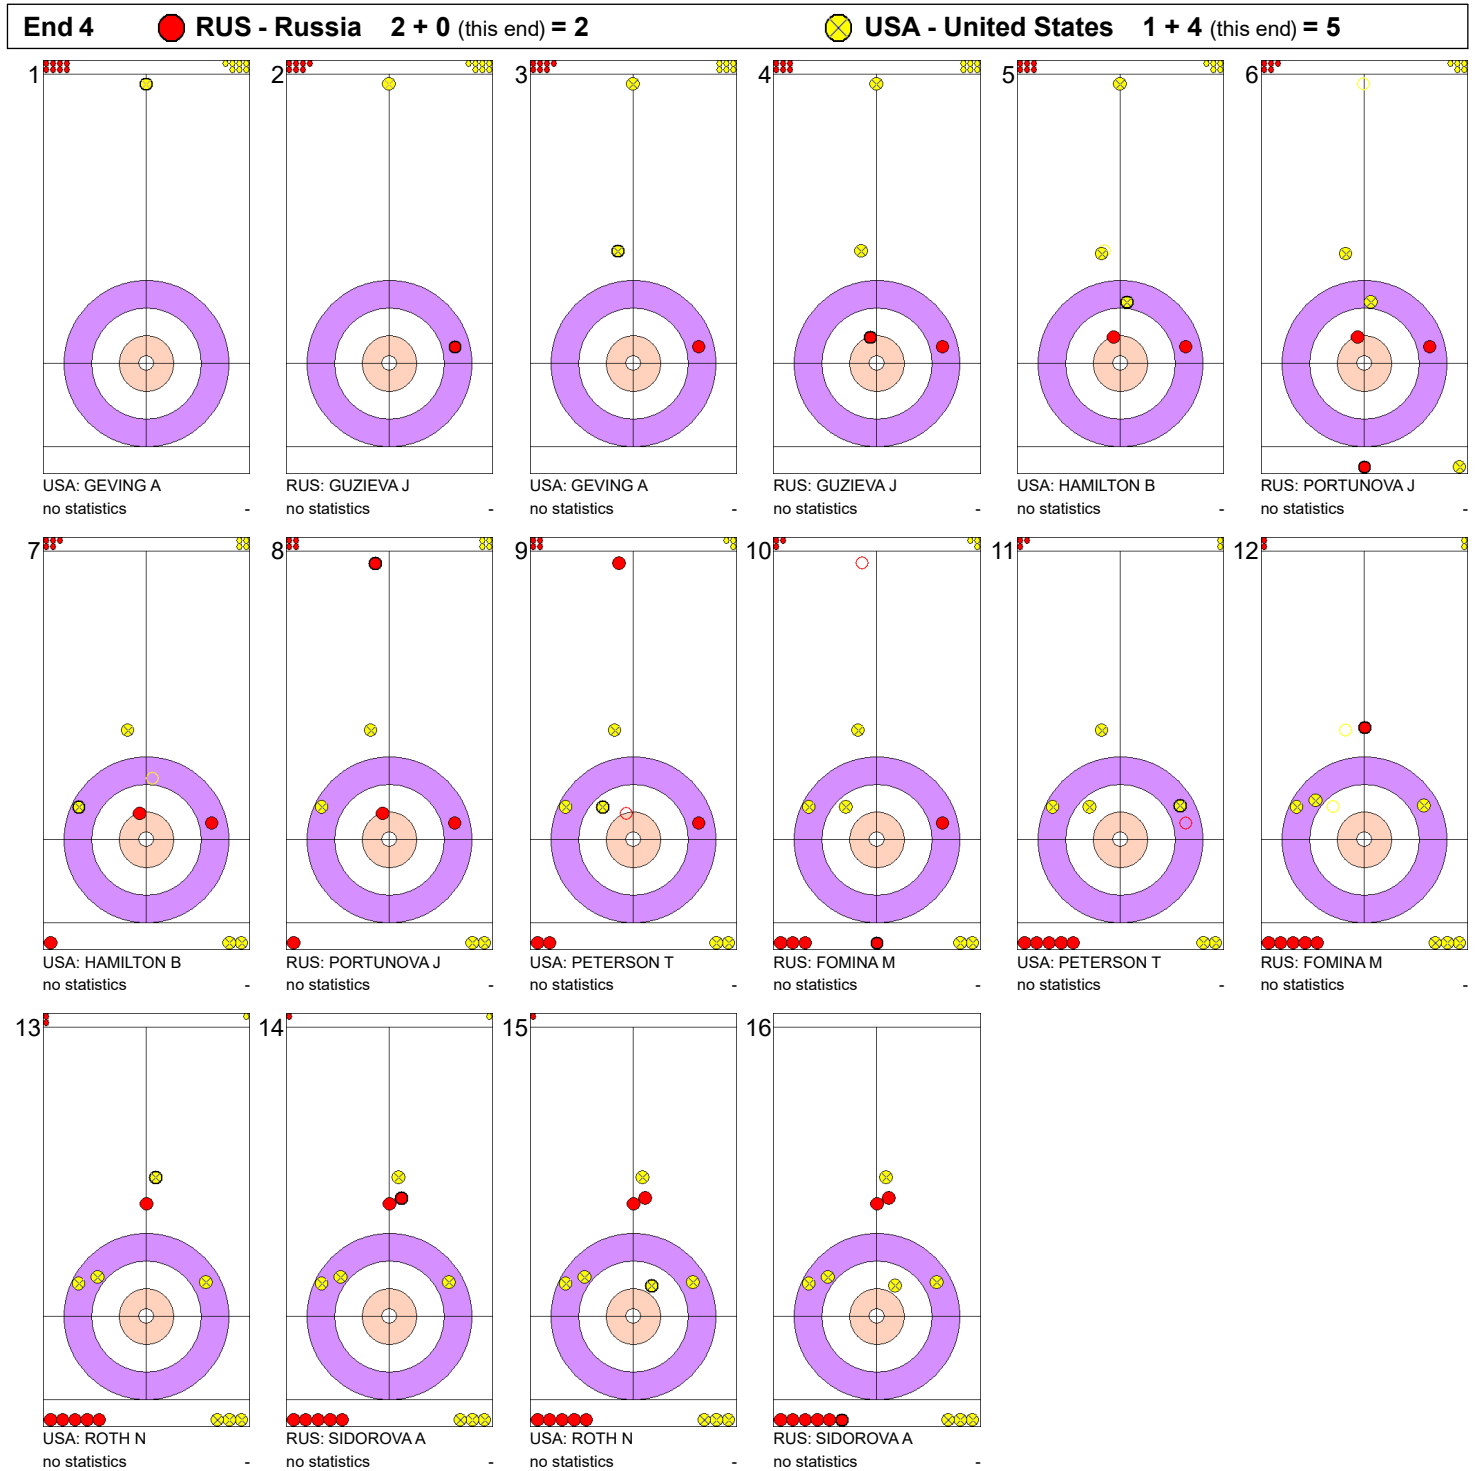 End 4 RUS - Russia 2 + 0 (this end) = 2 USA - United States 1 + 4 (this end) = 5
1 2 3 4 5 6
USA: GEVING A RUS: GUZIEVA J USA: GEVING A RUS: GUZIEVA J USA: HAMILTON B RUS: PORTUNOVA J
no statistics - no statistics - no statistics - no statistics - no statistics - no statistics -
7 8 9 10 11 12
USA: HAMILTON B RUS: PORTUNOVA J USA: PETERSON T RUS: FOMINA M USA: PETERSON T RUS: FOMINA M
no statistics - no statistics - no statistics - no statistics - no statistics - no statistics -
13 14 15 16
USA: ROTH N RUS: SIDOROVA A USA: ROTH N RUS: SIDOROVA A
no statistics - no statistics - no statistics - no statistics -